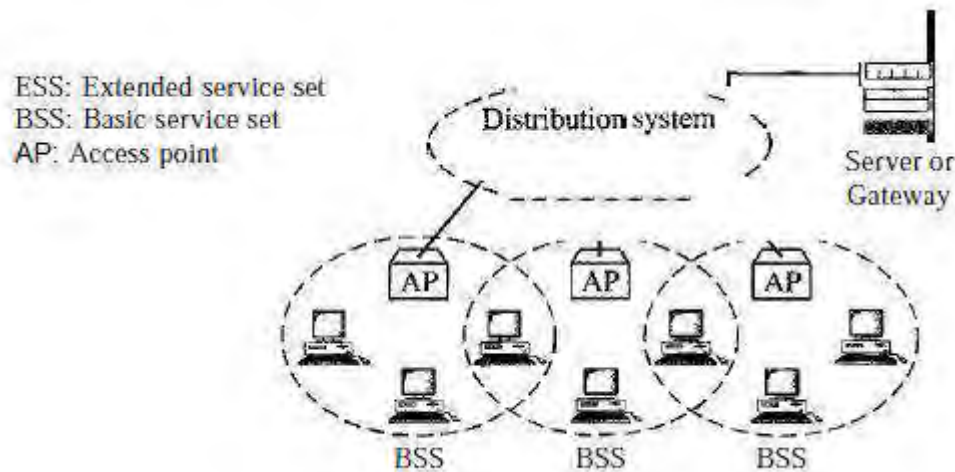 ESS: Extended service set
BSS: Basic service set
AP: Access point
Distribution system
Server or
Gateway
AP
AP
AP
BSS
BSS
BSS